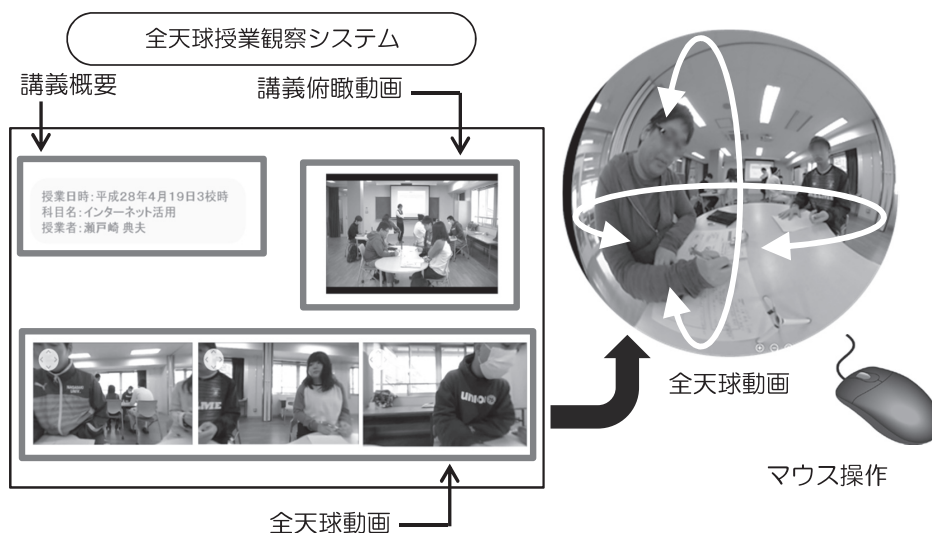 全天球授業観察システム
講義概要
講義俯瞰動画
授業日時:平成28年4月19日3校時
科目名:インターネット活用
授業者:瀬戸崎 典夫
union
全天球動画
マウス操作
全天球動画